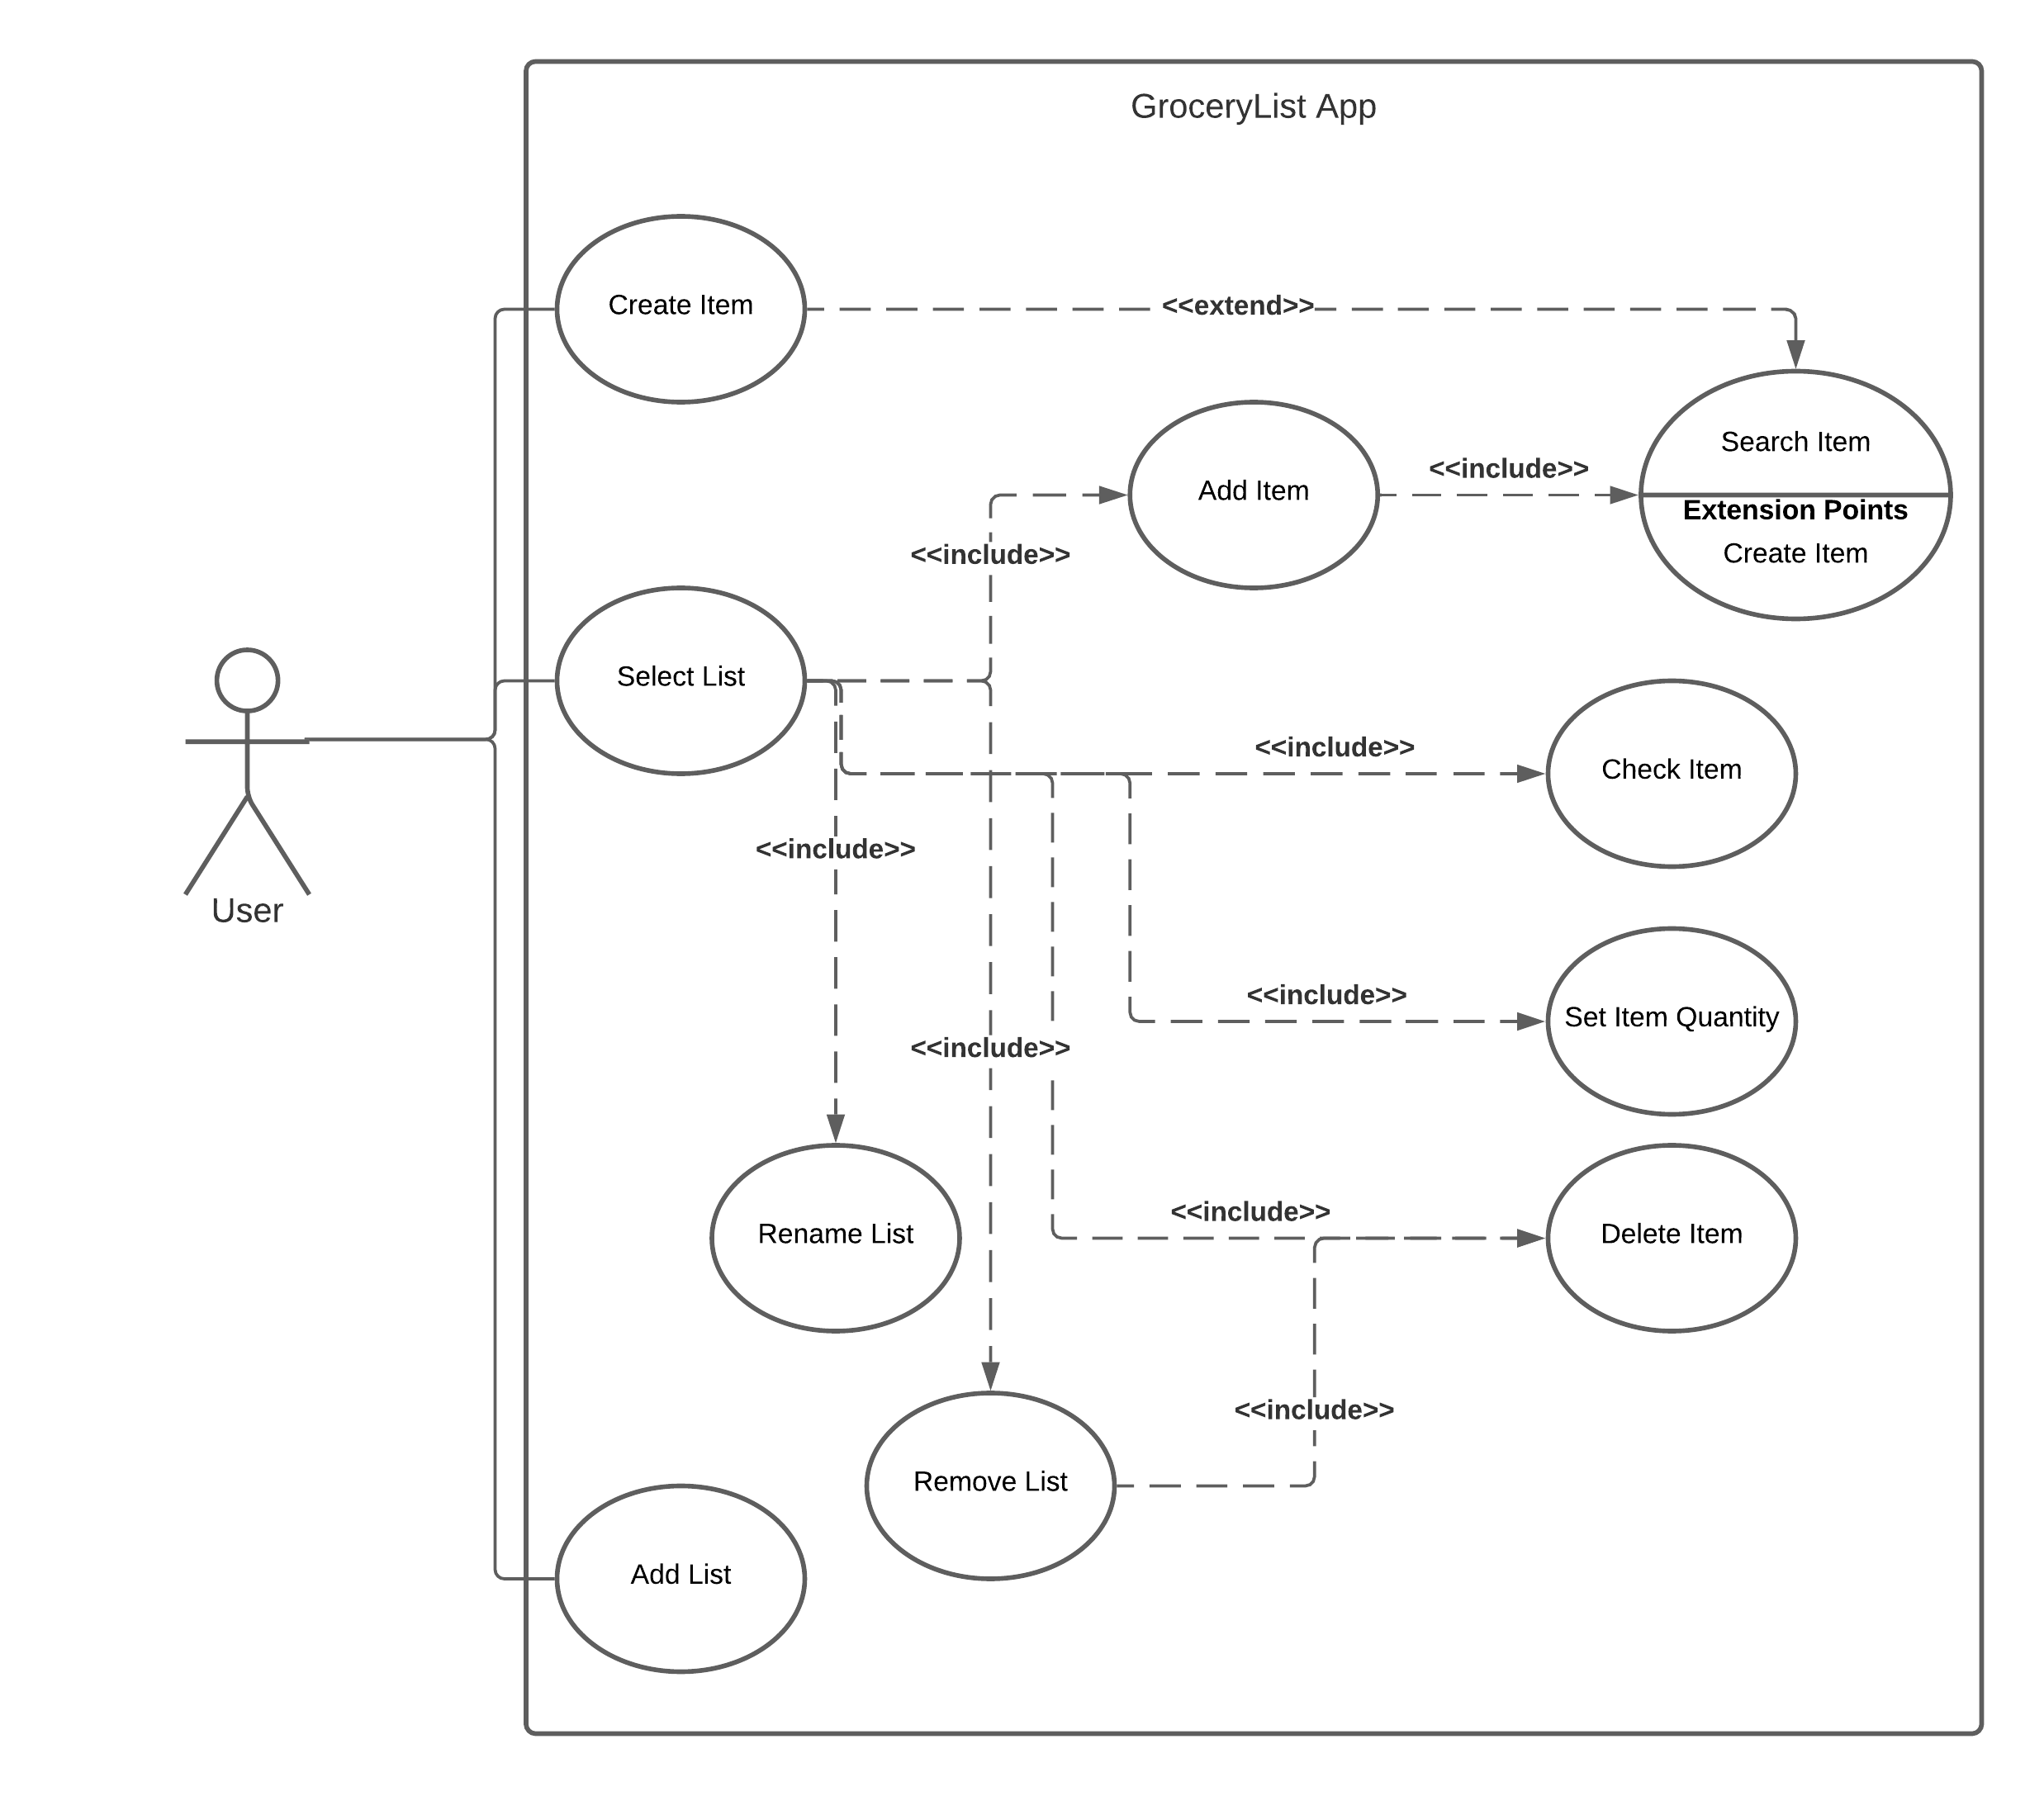 GroceryList App
Create Item
<<extend>>
Search Item
Extension Points
Create Item
Add Item
<<include>>
<<include>>
Select List
<<include>>
Check Item
<<include>>
User
<<include>>
Set Item Quantity
<<include>>
<<include>>
Rename List
Delete Item
<<include>>
Remove List
Add List